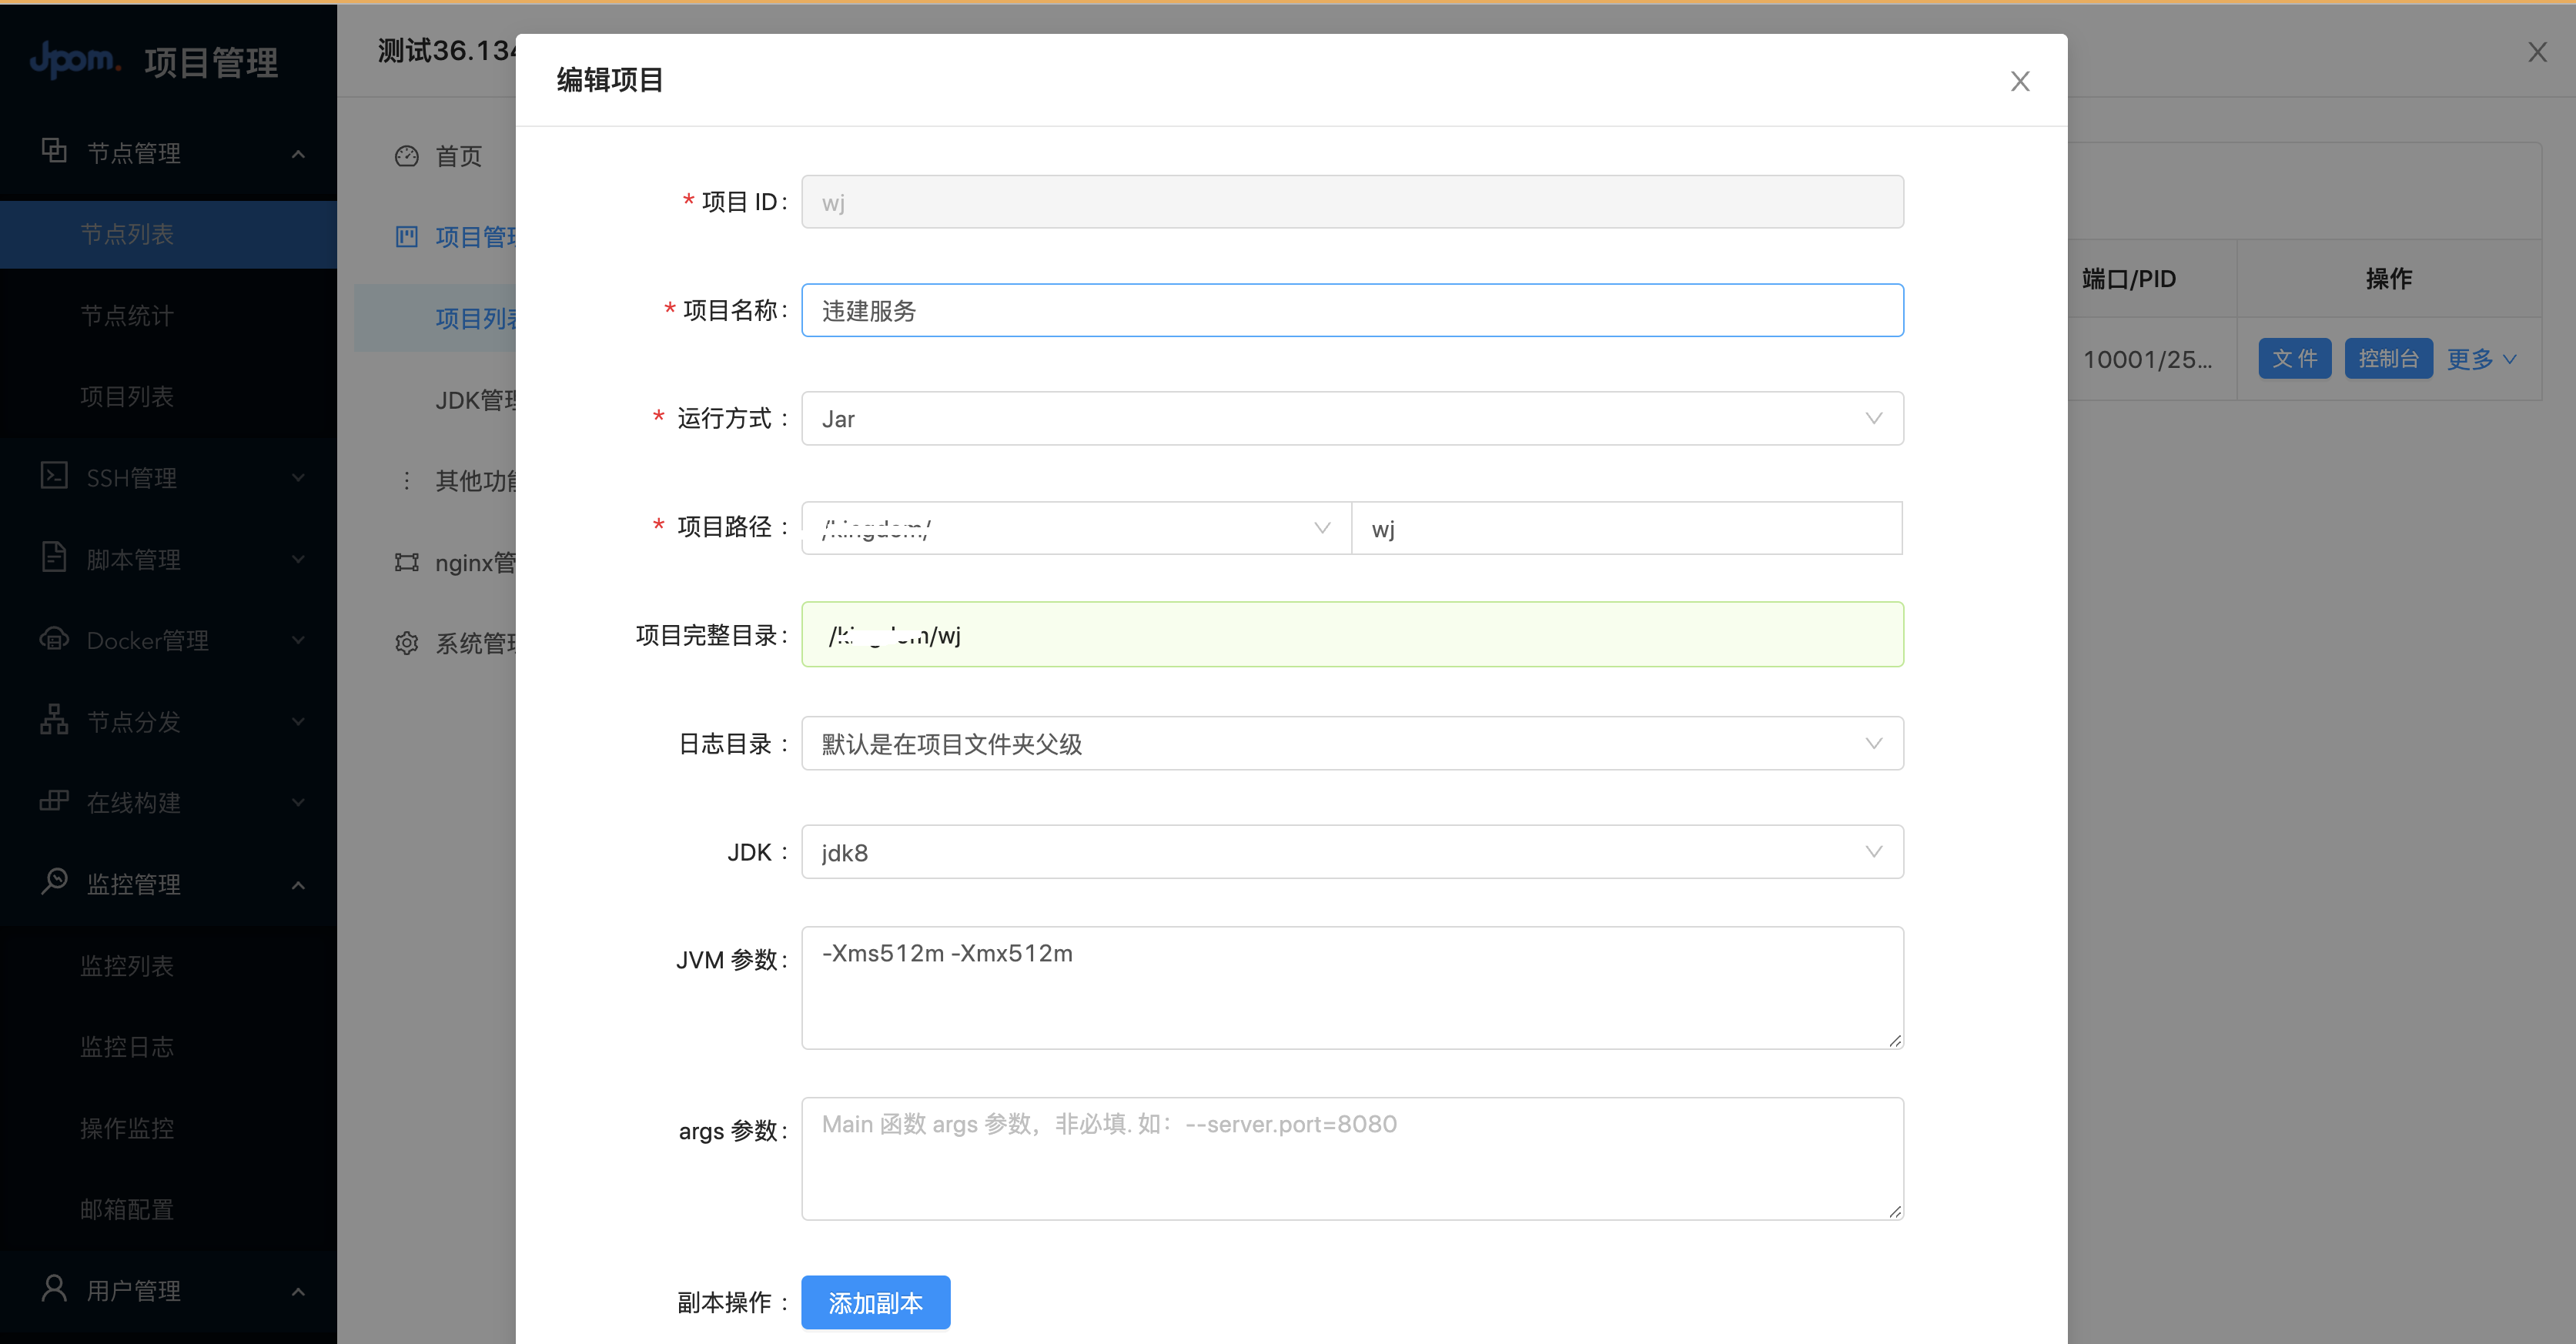 Jpom. 项目管理
节点管理
节点列表
节点统计
项目列表
SSH管理
脚本管理
Docker管理
节点分发
在线构建
监控管理
监控列表
监控日志
操作监控
邮箱配置
用户管理
测试36.134
首页
项目管理
项目列表
JDK管理
其他功能
nginx管
系统管理
编辑项目
* 项目 ID:
wj
* 项目名称:
违建服务
* 运行方式 :
Jar
* 项目路径 :
/kingdom/
wj
项目完整目录:
/kingdom/wj
日志目录 :
默认是在项目文件夹父级
JDK :
jdk8
JVM 参数:
-Xms512m -Xmx512m
args 参数:
Main 函数 args 参数，非必填. 如：--server.port=8080
副本操作 :
添加副本
端口/PID
操作
10001/25...
文 件
控制台
更多